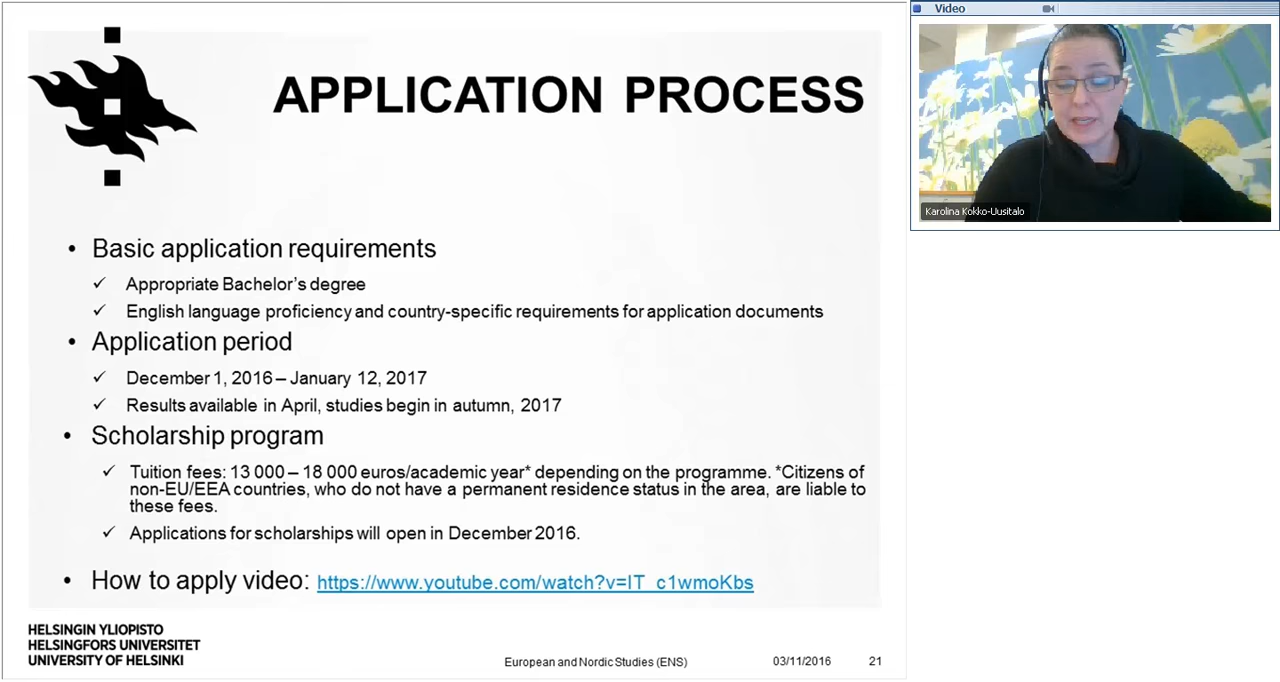 APPLICATION PROCESS
• Basic application requirements
✓ Appropriate Bachelor's degree
✓ English language proficiency and country-specific requirements for application documents
• Application period
✓ December 1, 2016 – January 12, 2017
✓ Results available in April, studies begin in autumn, 2017
• Scholarship program
✓ Tuition fees: 13 000 – 18 000 euros/academic year* depending on the programme. *Citizens of
non-EU/EEA countries, who do not have a permanent residence status in the area, are liable to
these fees.
✓ Applications for scholarships will open in December 2016.
• How to apply video: https://www.youtube.com/watch?v=IT_c1wmoKbs
HELSINGIN YLIOPISTO
HELSINGFORS UNIVERSITET
UNIVERSITY OF HELSINKI
European and Nordic Studies (ENS)
03/11/2016
21
Video
Karolina Kokko-Uusitalo